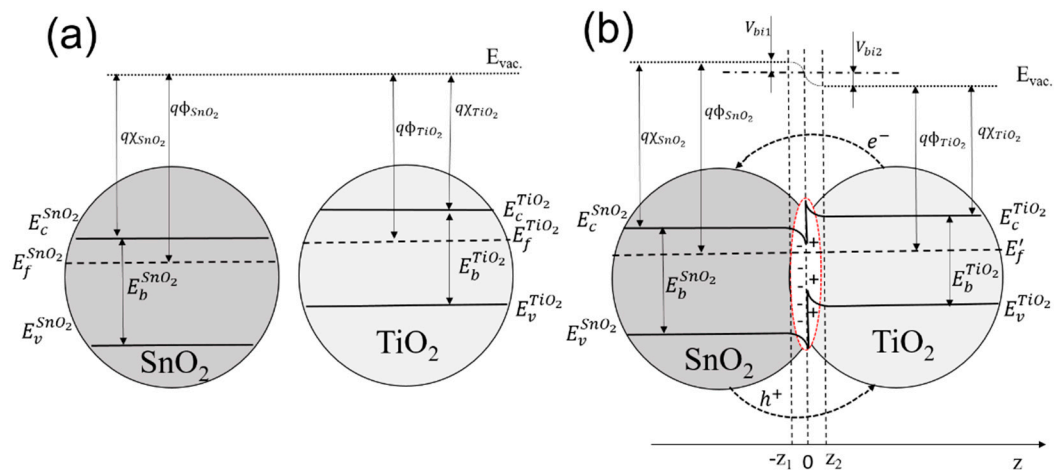 (a)
E_vac.
qχ_SnO₂
qϕ_SnO₂
qϕ_TiO₂
qχ_TiO₂
E_c^SnO₂
E_f^SnO₂
E_b^SnO₂
E_v^SnO₂
SnO₂
E_c^TiO₂
E_f^TiO₂
E_b^TiO₂
E_v^TiO₂
TiO₂
(b)
V_bi1
V_bi2
E_vac.
qχ_SnO₂
qϕ_SnO₂
qϕ_TiO₂
qχ_TiO₂
e⁻
E_c^SnO₂
E_b^SnO₂
E_v^SnO₂
SnO₂
- +
- +
- +
- +
E_c^TiO₂
E_f′
E_b^TiO₂
E_v^TiO₂
TiO₂
h⁺
-z₁ 0 z₂ z